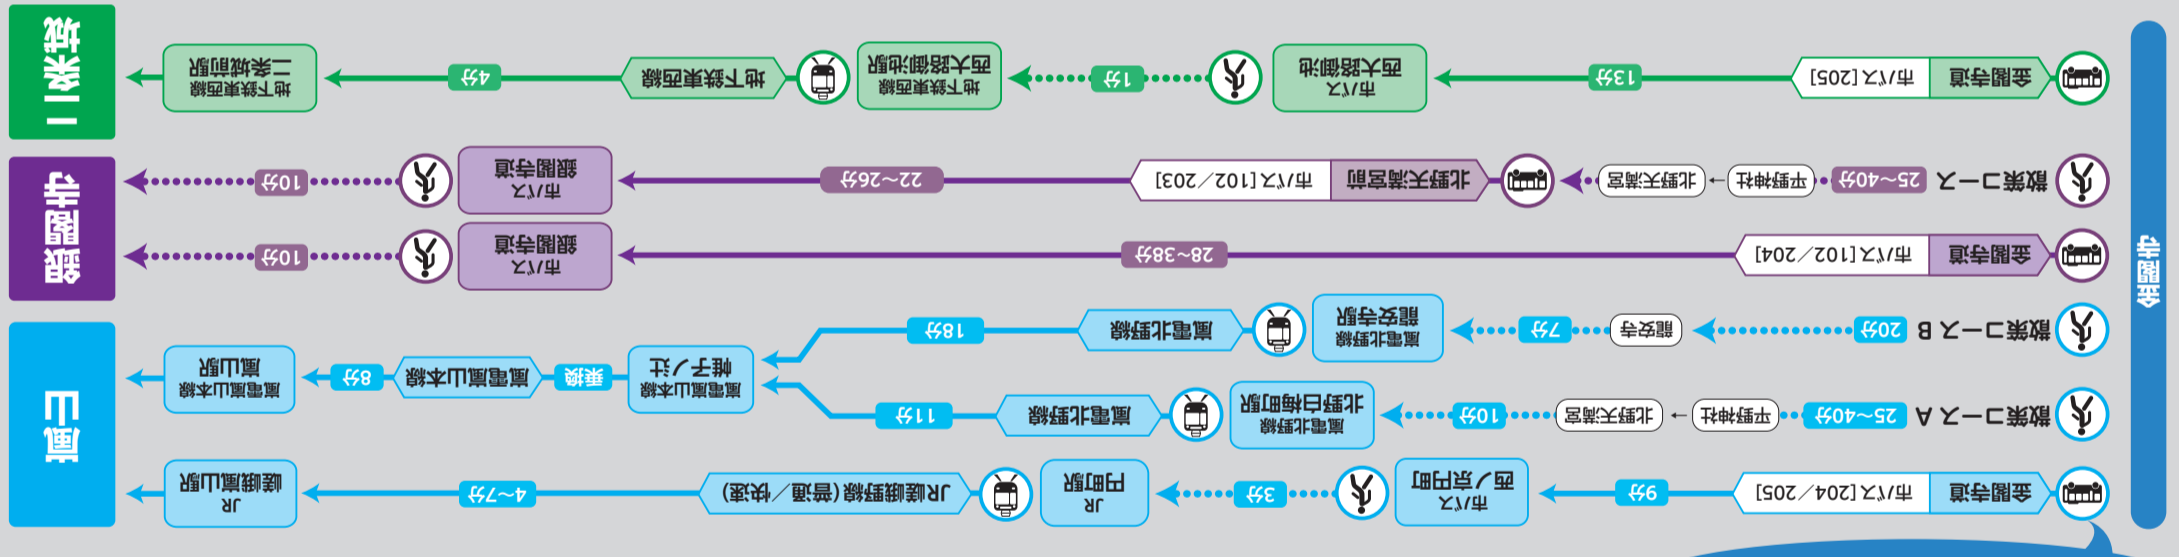 金閣寺
金閣寺道
市バス［204／205］
9分
市バス
西ノ京円町
3分
JR
円町駅
JR嵯峨野線（普通／快速）
4〜7分
JR
嵯峨嵐山駅
散策コース A
25〜40分
平野神社
→
北野天満宮
10分
嵐電北野線
北野白梅町駅
嵐電北野線
11分
散策コース B
20分
龍安寺
7分
嵐電北野線
龍安寺駅
嵐電北野線
18分
嵐電嵐山本線
帷子ノ辻
乗換
嵐電嵐山本線
8分
嵐電嵐山本線
嵐山駅
嵐山
金閣寺道
市バス［102／204］
28〜38分
市バス
銀閣寺道
10分
散策コース
25〜40分
平野神社
→
北野天満宮
北野天満宮前
市バス［102／203］
22〜26分
市バス
銀閣寺道
10分
銀閣寺
金閣寺道
市バス［205］
13分
市バス
西大路御池
1分
地下鉄東西線
西大路御池駅
地下鉄東西線
4分
地下鉄東西線
二条城前駅
二条城